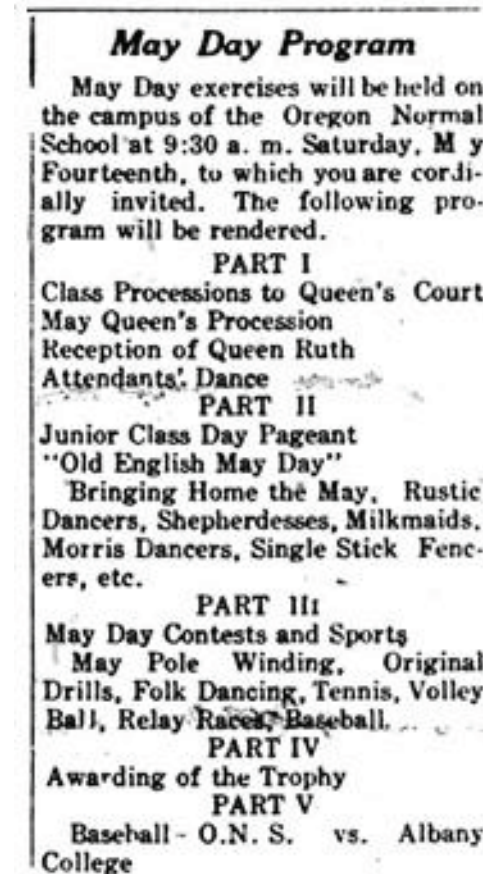 May Day Program
May Day exercises will be held on
the campus of the Oregon Normal
School at 9:30 a. m. Saturday, M y
Fourteenth, to which you are cordi-
ally invited. The following pro-
gram will be rendered.
PART I
Class Processions to Queen's Court
May Queen's Procession
Reception of Queen Ruth
Attendants' Dance
PART II
Junior Class Day Pageant
"Old English May Day"
Bringing Home the May, Rustic
Dancers, Shepherdesses, Milkmaids,
Morris Dancers, Single Stick Fenc-
ers, etc.
PART III
May Day Contests and Sports
May Pole Winding, Original
Drills, Folk Dancing, Tennis, Volley
Ball, Relay Races, Baseball.
PART IV
Awarding of the Trophy
PART V
Baseball - O.N. S. vs. Albany
College